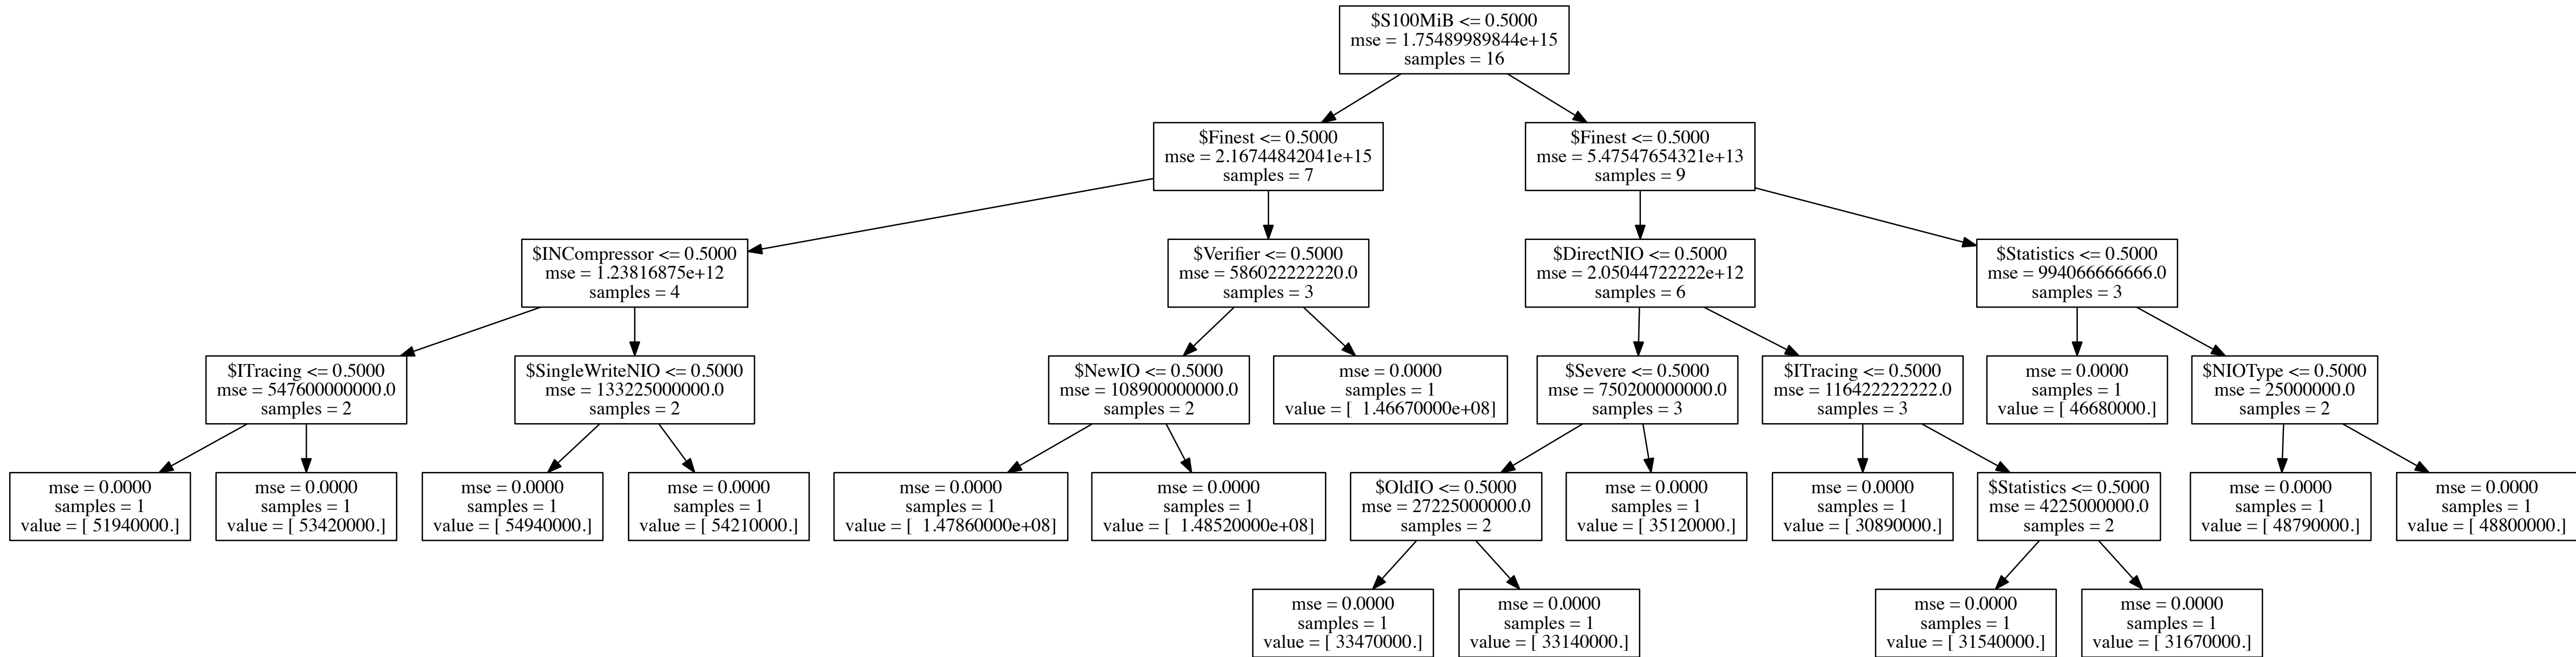 $S100MiB <= 0.5000
mse = 1.75489989844e+15
samples = 16
$Finest <= 0.5000
mse = 2.16744842041e+15
samples = 7
$Finest <= 0.5000
mse = 5.47547654321e+13
samples = 9
$INCompressor <= 0.5000
mse = 1.23816875e+12
samples = 4
$Verifier <= 0.5000
mse = 586022222220.0
samples = 3
$DirectNIO <= 0.5000
mse = 2.05044722222e+12
samples = 6
$Statistics <= 0.5000
mse = 994066666666.0
samples = 3
$ITracing <= 0.5000
mse = 547600000000.0
samples = 2
$SingleWriteNIO <= 0.5000
mse = 133225000000.0
samples = 2
$NewIO <= 0.5000
mse = 108900000000.0
samples = 2
mse = 0.0000
samples = 1
value = [  1.46670000e+08]
$Severe <= 0.5000
mse = 750200000000.0
samples = 3
$ITracing <= 0.5000
mse = 116422222222.0
samples = 3
mse = 0.0000
samples = 1
value = [ 46680000.]
$NIOType <= 0.5000
mse = 25000000.0
samples = 2
mse = 0.0000
samples = 1
value = [ 51940000.]
mse = 0.0000
samples = 1
value = [ 53420000.]
mse = 0.0000
samples = 1
value = [ 54940000.]
mse = 0.0000
samples = 1
value = [ 54210000.]
mse = 0.0000
samples = 1
value = [  1.47860000e+08]
mse = 0.0000
samples = 1
value = [  1.48520000e+08]
$OldIO <= 0.5000
mse = 27225000000.0
samples = 2
mse = 0.0000
samples = 1
value = [ 35120000.]
mse = 0.0000
samples = 1
value = [ 30890000.]
$Statistics <= 0.5000
mse = 4225000000.0
samples = 2
mse = 0.0000
samples = 1
value = [ 48790000.]
mse = 0.0000
samples = 1
value = [ 48800000.]
mse = 0.0000
samples = 1
value = [ 33470000.]
mse = 0.0000
samples = 1
value = [ 33140000.]
mse = 0.0000
samples = 1
value = [ 31540000.]
mse = 0.0000
samples = 1
value = [ 31670000.]